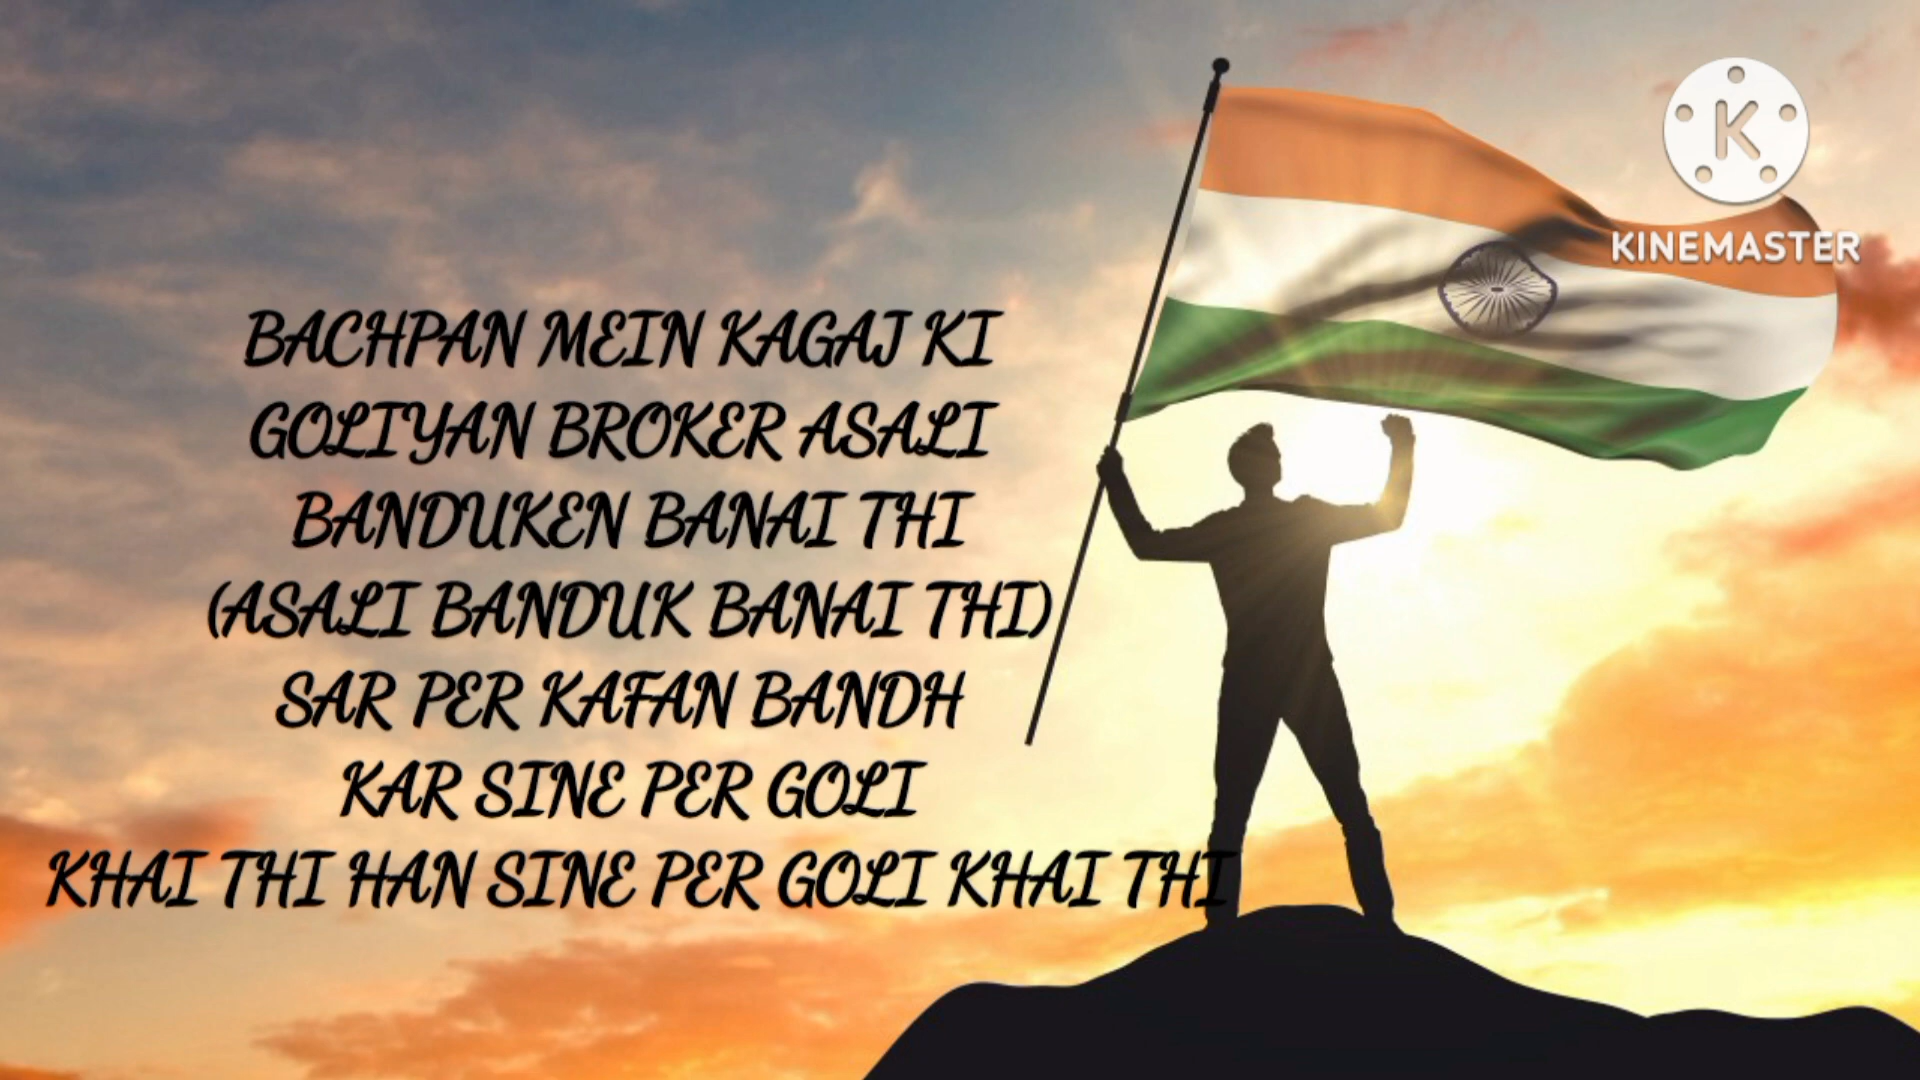 BACHPAN MEIN KAGAJ KI
GOLIYAN BROKER ASALI
BANDUKEN BANAI THI
(ASALI BANDUK BANAI THI)
SAR PER KAFAN BANDH
KAR SINE PER GOLI
KHAI THI HAN SINE PER GOLI KHAI THI
K
KINEMASTER